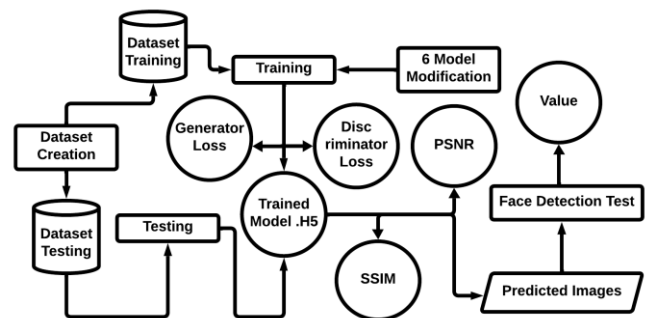 Dataset
Training
Training
6 Model
Modification
Value
Generator
Loss
Disc
riminator
Loss
PSNR
Dataset
Creation
Trained
Model .H5
Face Detection Test
Dataset
Testing
Testing
SSIM
Predicted Images